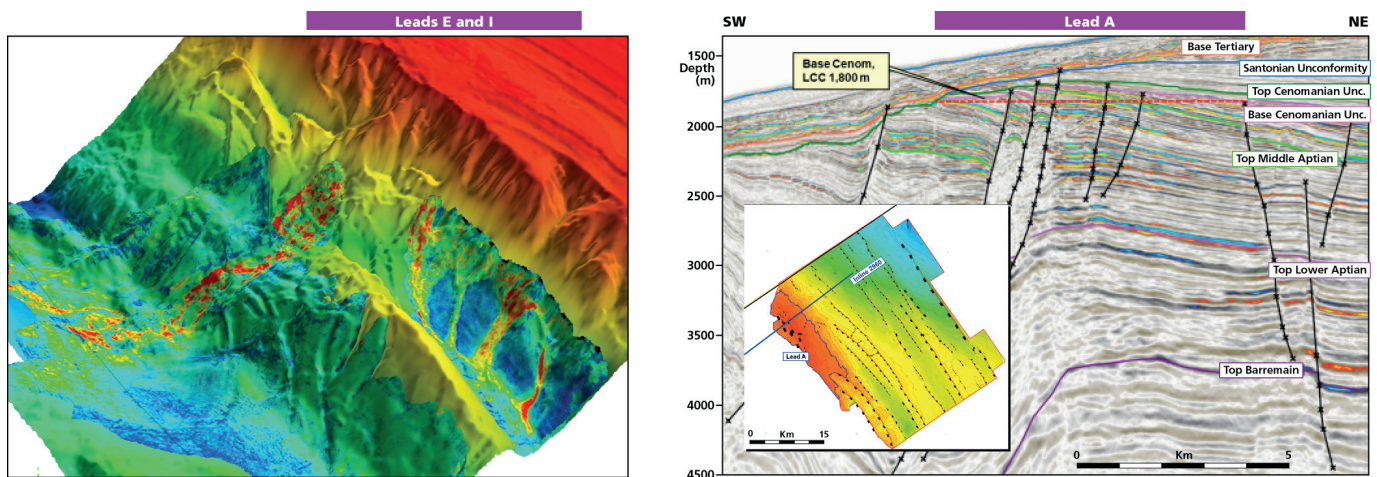 Leads E and I
SW
Lead A
NE
1500
Depth
(m)
2000
2500
3000
3500
4000
4500
Base Cenom,
LCC 1,800 m
Base Tertiary
Santonian Unconformity
Top Cenomanian Unc.
Base Cenomanian Unc.
Top Middle Aptian
Top Lower Aptian
Top Barremain
Inline 2960
Lead A
0 Km 15
Km
0 5